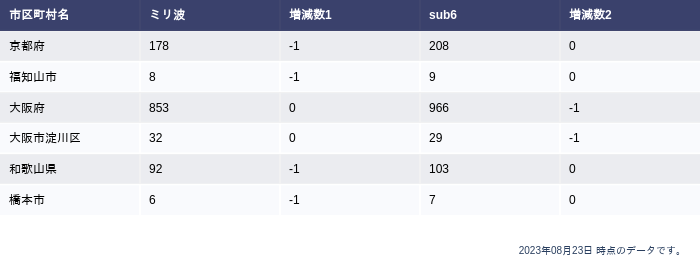 市区町村名 ミリ波 増減数1 sub6 増減数2
京都府 178 -1 208 0
福知山市 8 -1 9 0
大阪府 853 0 966 -1
大阪市淀川区 32 0 29 -1
和歌山県 92 -1 103 0
橋本市 6 -1 7 0
2023年08月23日 時点のデータです。